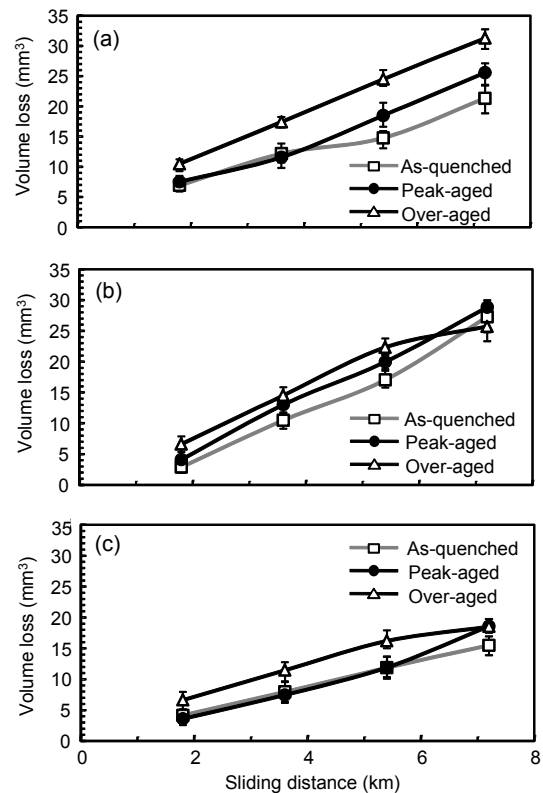 35
30
25
20
15
10
5
0
Volume loss (mm³)
(a)
As-quenched
Peak-aged
Over-aged
35
30
25
20
15
10
5
0
Volume loss (mm³)
(b)
As-quenched
Peak-aged
Over-aged
35
30
25
20
15
10
5
0
Volume loss (mm³)
(c)
As-quenched
Peak-aged
Over-aged
0 2 4 6 8
Sliding distance (km)